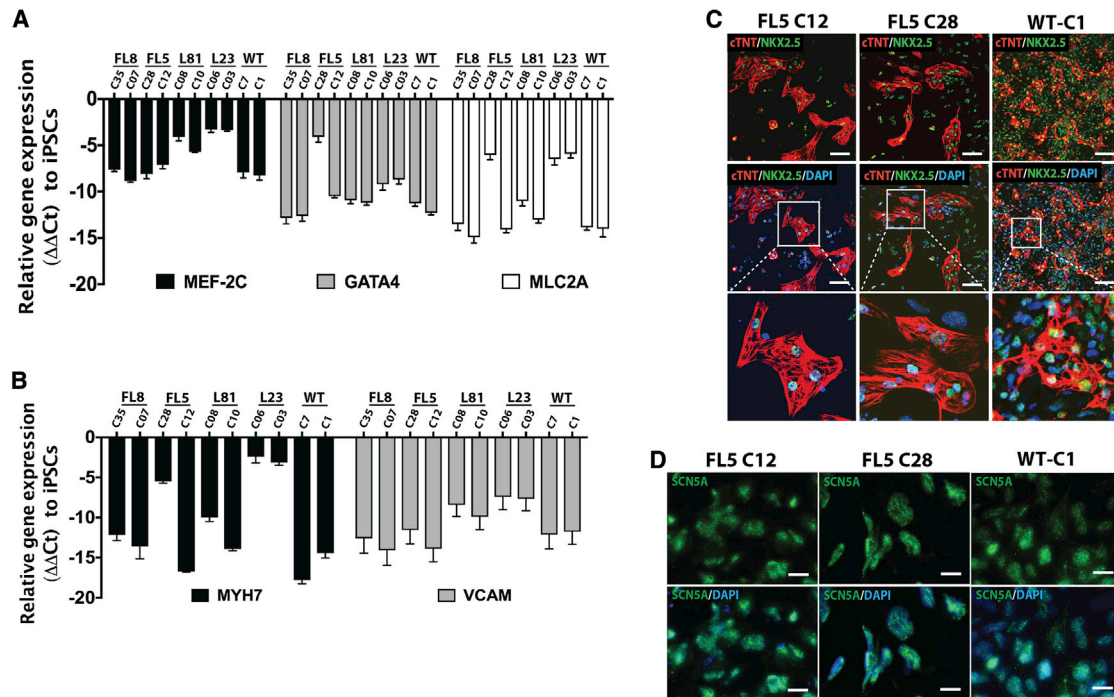 A
FL8 FL5 L81 L23 WT
C35 C07 C28 C12 C08 C10 C06 C03 C7 C1
FL8 FL5 L81 L23 WT
C35 C07 C28 C12 C08 C10 C06 C03 C7 C1
FL8 FL5 L81 L23 WT
C35 C07 C28 C12 C08 C10 C06 C03 C7 C1
Relative gene expression
(ΔΔCt) to iPSCs
0
-5
-10
-15
-20
MEF-2C GATA4 MLC2A
B
FL8 FL5 L81 L23 WT
C35 C07 C28 C12 C08 C10 C06 C03 C7 C1
FL8 FL5 L81 L23 WT
C35 C07 C28 C12 C08 C10 C06 C03 C7 C1
Relative gene expression
(ΔΔCt) to iPSCs
0
-5
-10
-15
-20
MYH7 VCAM
C
FL5 C12 FL5 C28 WT-C1
cTNT/NKX2.5 cTNT/NKX2.5 cTNT/NKX2.5
cTNT/NKX2.5/DAPI cTNT/NKX2.5/DAPI cTNT/NKX2.5/DAPI
D
FL5 C12 FL5 C28 WT-C1
SCN5A SCN5A SCN5A
SCN5A/DAPI SCN5A/DAPI SCN5A/DAPI